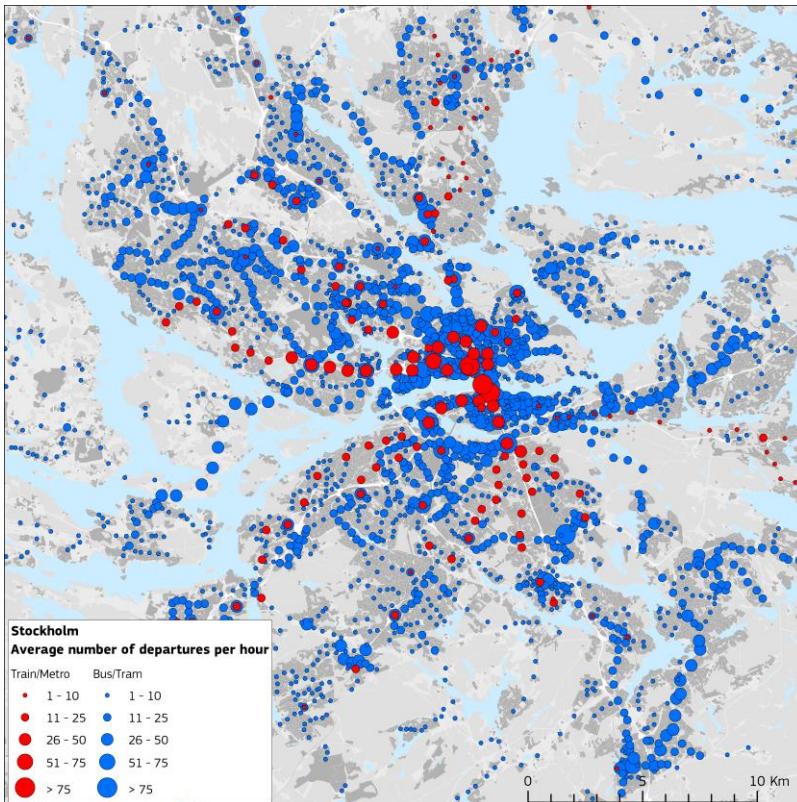 Stockholm
Average number of departures per hour
Train/Metro Bus/Tram
1 - 10 1 - 10
11 - 25 11 - 25
26 - 50 26 - 50
51 - 75 51 - 75
> 75 > 75
0 5 10 Km